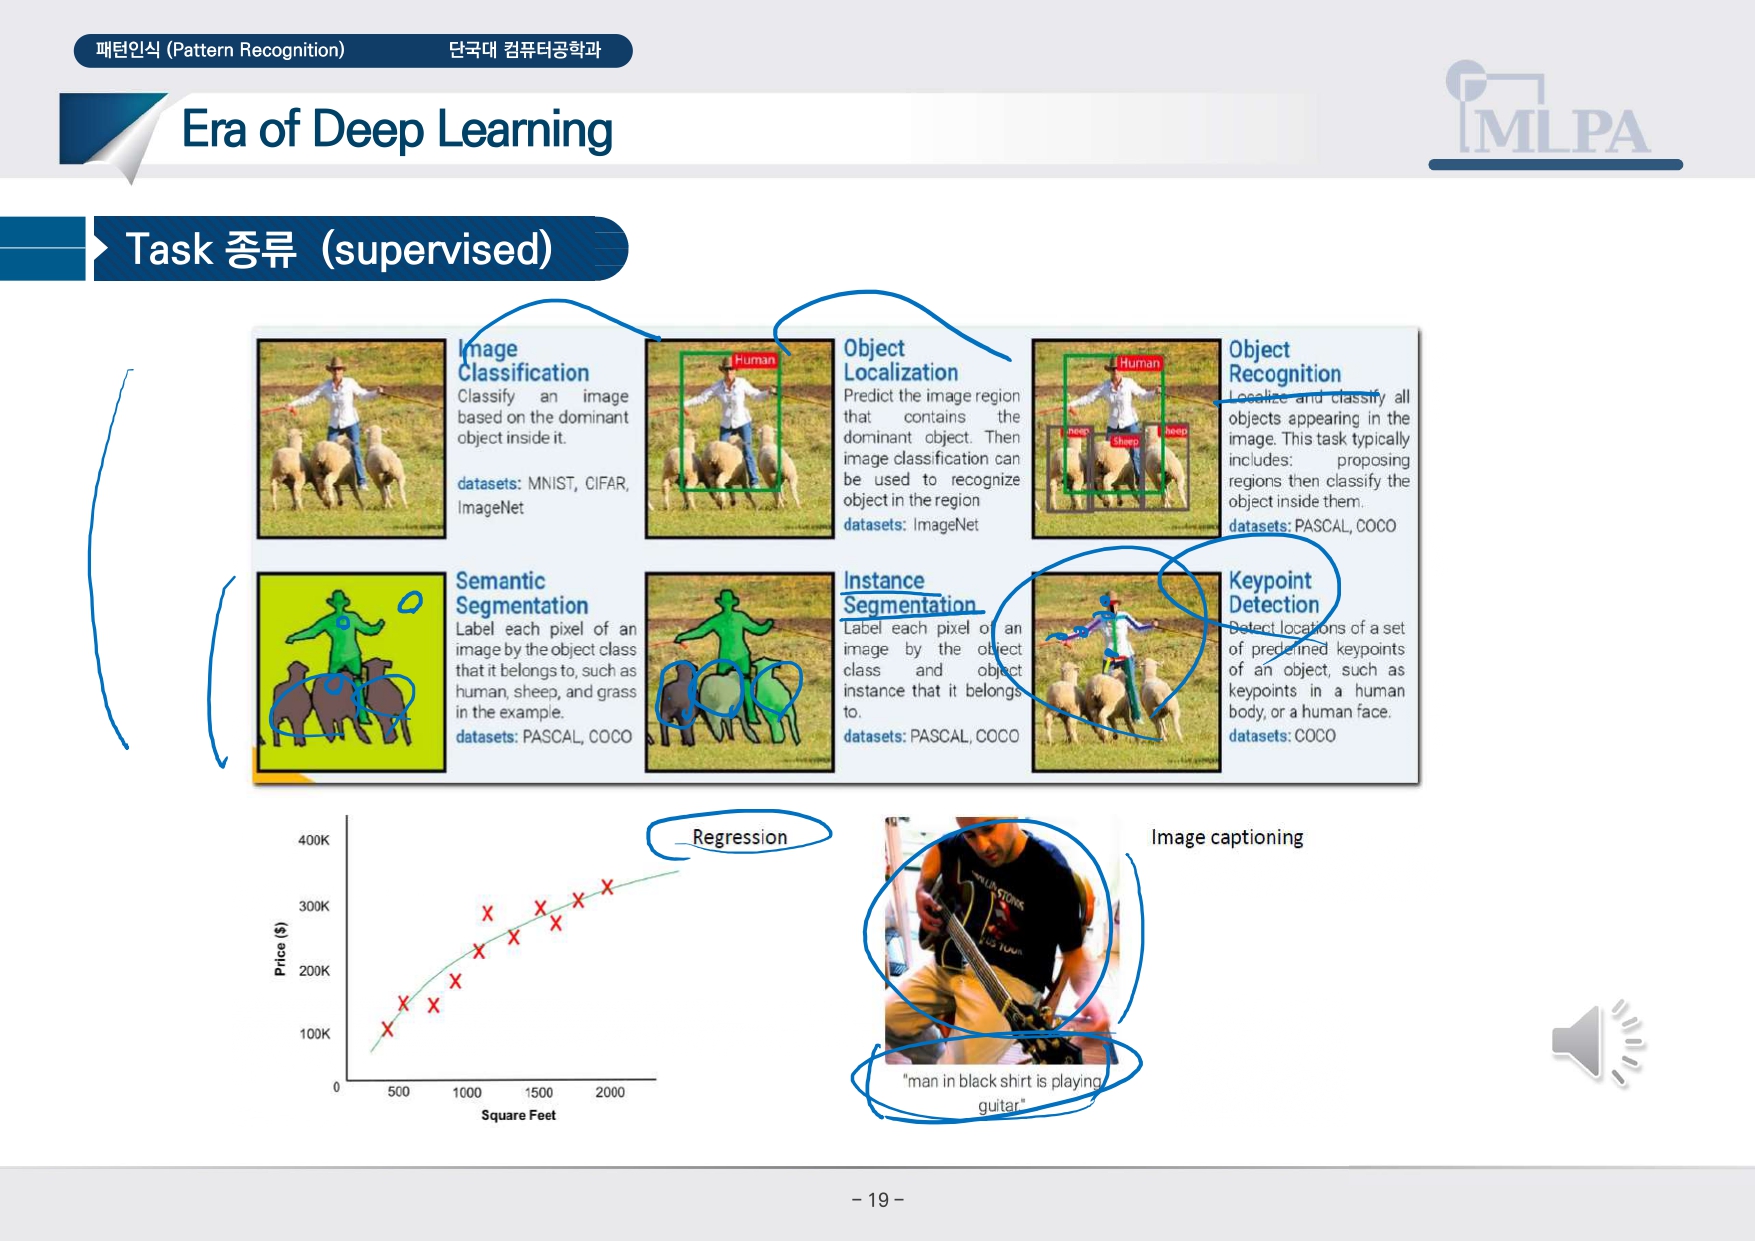 패턴인식 (Pattern Recognition)
단국대 컴퓨터공학과
MLPA
Era of Deep Learning
Task 종류 (supervised)
Image
Classification
Classify an image
based on the dominant
object inside it.
datasets: MNIST, CIFAR,
ImageNet
Human
Object
Localization
Predict the image region
that contains the
dominant object. Then
image classification can
be used to recognize
object in the region
datasets: ImageNet
Human
Sheep
Object
Recognition
Localize and classify all
objects appearing in the
image. This task typically
includes: proposing
regions then classify the
object inside them.
datasets: PASCAL, COCO
Semantic
Segmentation
Label each pixel of an
image by the object class
that it belongs to, such as
human, sheep, and grass
in the example.
datasets: PASCAL, COCO
Instance
Segmentation
Label each pixel of an
image by the object
class and object
instance that it belongs
to.
datasets: PASCAL, COCO
Keypoint
Detection
Detect locations of a set
of predefined keypoints
of an object, such as
keypoints in a human
body, or a human face.
datasets: COCO
Regression
400K
300K
200K
100K
0
500
1000
1500
2000
Price ($)
Square Feet
Image captioning
"man in black shirt is playing
guitar."
- 19 -